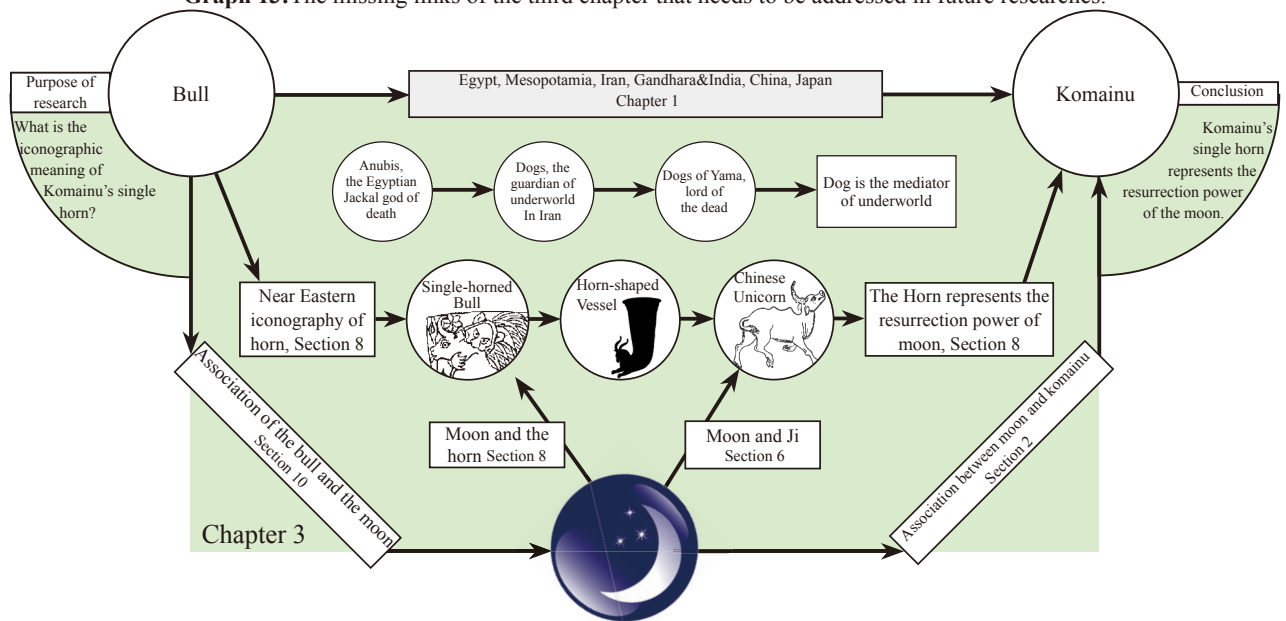 Graph 15. The missing links of the third chapter that needs to be addressed in future researches.
Purpose of
research
Bull
Egypt, Mesopotamia, Iran, Gandhara&India, China, Japan
Chapter 1
Komainu
Conclusion
What is the
iconographic
meaning of
Komainu's single
horn?
Komainu's
single horn
represents the
resurrection power
of the moon.
Anubis,
the Egyptian
Jackal god of
death
Dogs, the
guardian of
underworld
In Iran
Dogs of Yama,
lord of
the dead
Dog is the mediator
of underworld
Near Eastern
iconography of
horn, Section 8
Single-horned
Bull
Horn-shaped
Vessel
Chinese
Unicorn
The Horn represents the
resurrection power of
moon, Section 8
Association of the bull and the moon
Section 10
Moon and the
horn Section 8
Moon and Ji
Section 6
Association between moon and komainu
Section 2
Chapter 3